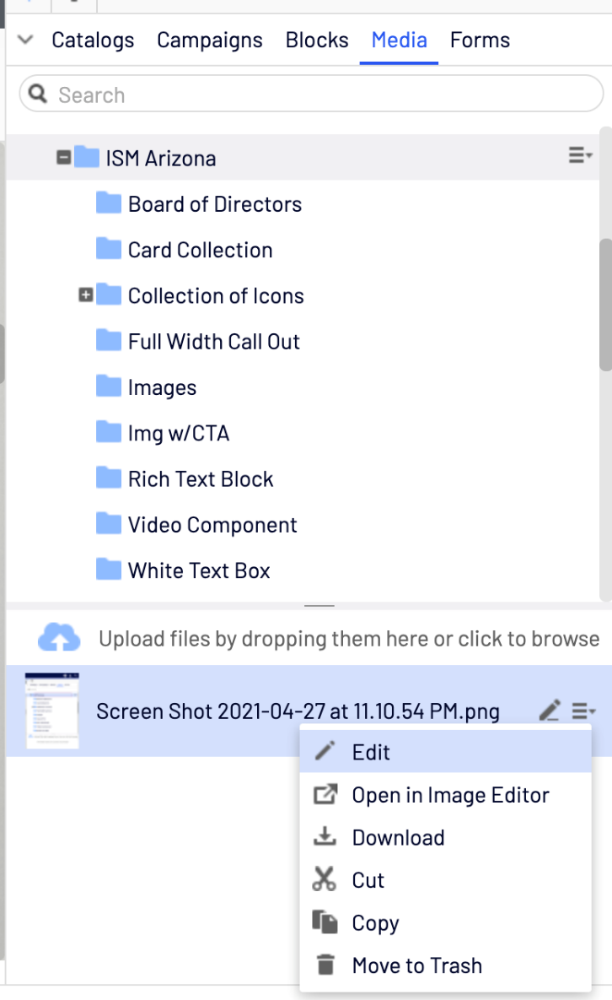 Catalogs Campaigns Blocks Media Forms
Search
ISM Arizona
Board of Directors
Card Collection
Collection of Icons
Full Width Call Out
Images
Img w/CTA
Rich Text Block
Video Component
White Text Box
Upload files by dropping them here or click to browse
Screen Shot 2021-04-27 at 11.10.54 PM.png
Edit
Open in Image Editor
Download
Cut
Copy
Move to Trash